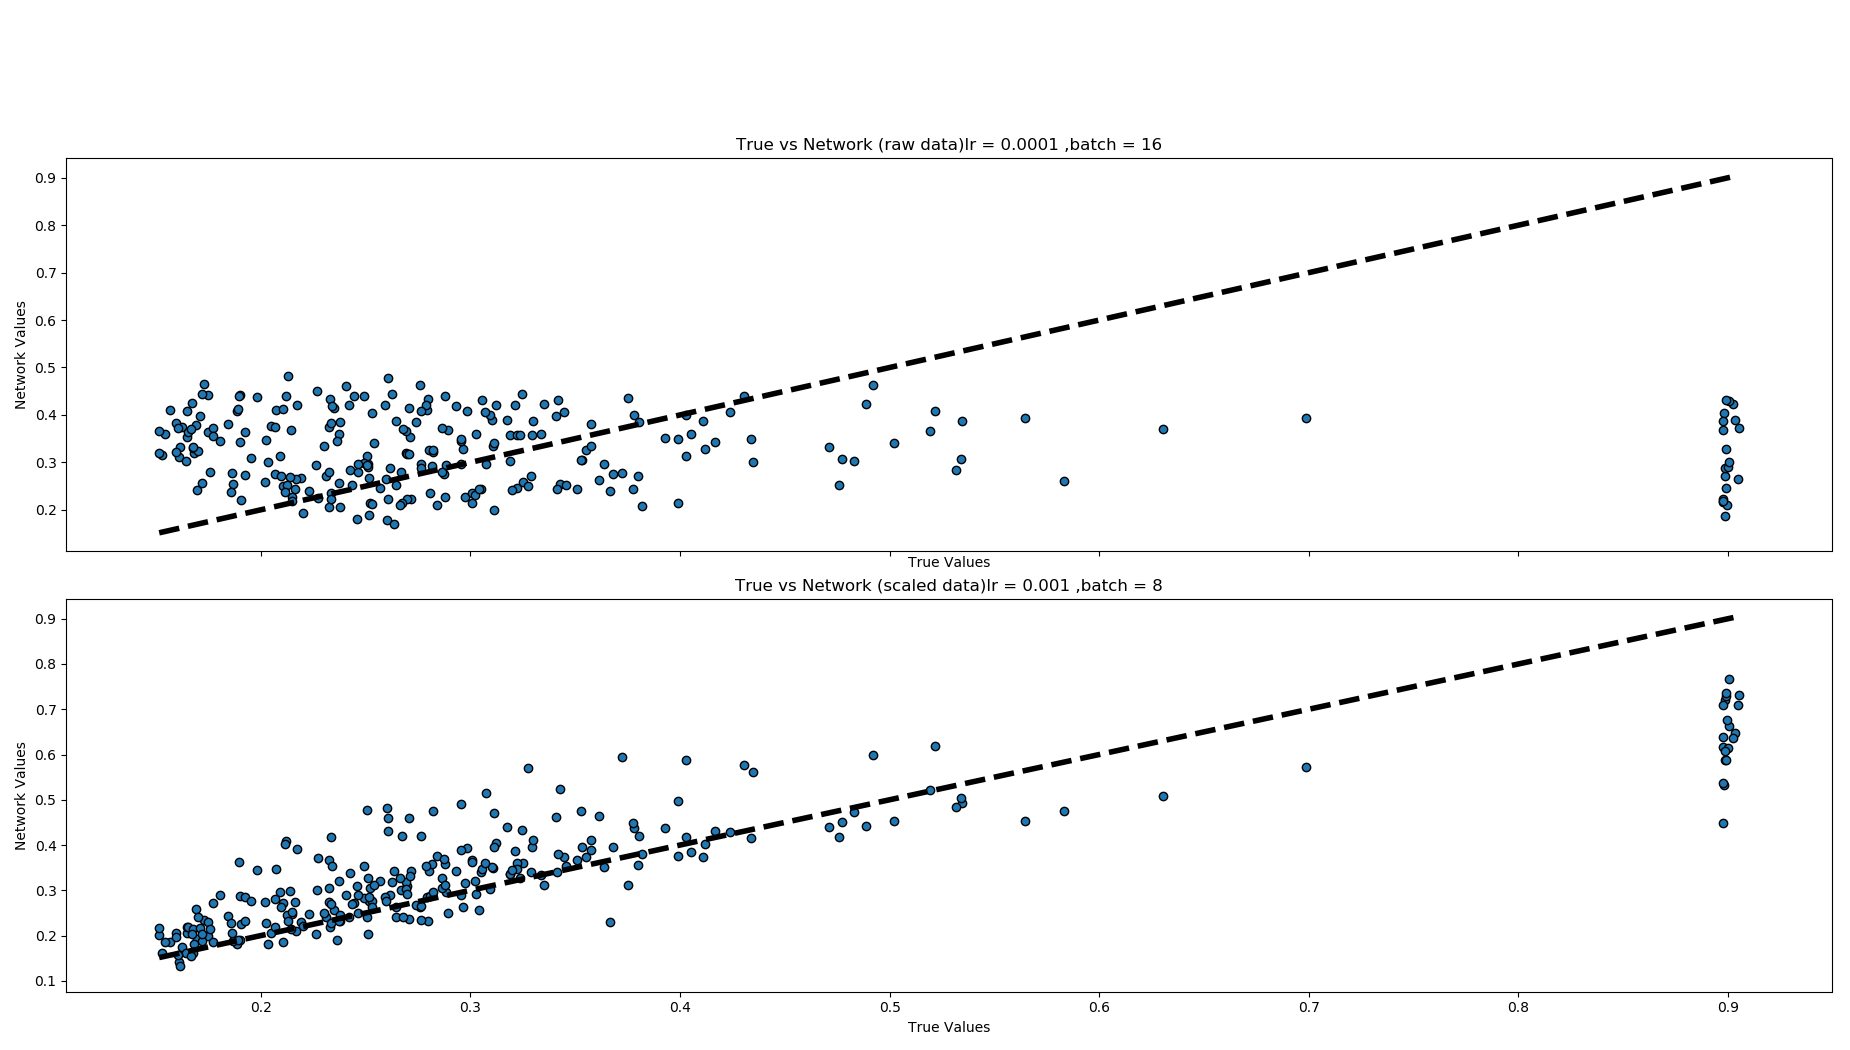 True vs Network (raw data)lr = 0.0001 ,batch = 16
0.9
0.8
0.7
0.6
0.5
0.4
0.3
0.2
Network Values
True Values
True vs Network (scaled data)lr = 0.001 ,batch = 8
0.9
0.8
0.7
0.6
0.5
0.4
0.3
0.2
0.1
Network Values
0.2 0.3 0.4 0.5 0.6 0.7 0.8 0.9
True Values